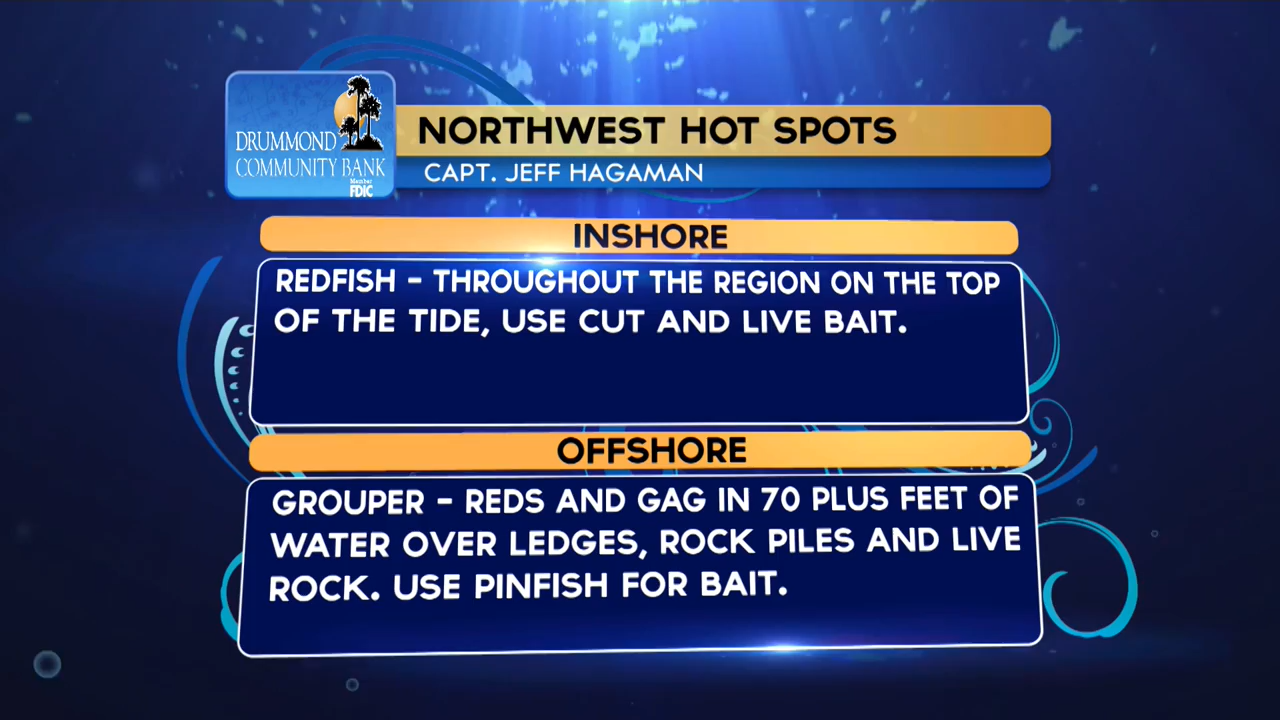 DRUMMOND
COMMUNITY BANK
Member
FDIC
NORTHWEST HOT SPOTS
CAPT. JEFF HAGAMAN
INSHORE
REDFISH - THROUGHOUT THE REGION ON THE TOP
OF THE TIDE, USE CUT AND LIVE BAIT.
OFFSHORE
GROUPER - REDS AND GAG IN 70 PLUS FEET OF
WATER OVER LEDGES, ROCK PILES AND LIVE
ROCK. USE PINFISH FOR BAIT.